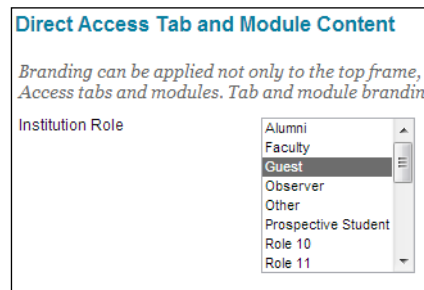 Direct Access Tab and Module Content
Branding can be applied not only to the top frame,
Access tabs and modules. Tab and module brandin
Institution Role
Alumni
Faculty
Guest
Observer
Other
Prospective Student
Role 10
Role 11